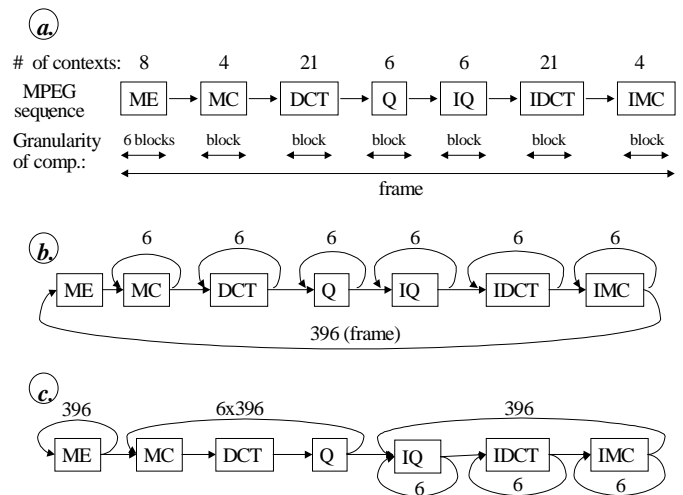 a.
# of contexts: 8 4 21 6 6 21 4
MPEG sequence ME MC DCT Q IQ IDCT IMC
Granularity of comp.: 6 blocks block block block block block block
frame
b.
6 6 6 6 6 6
ME MC DCT Q IQ IDCT IMC
396 (frame)
c.
396 6x396 396
ME MC DCT Q IQ IDCT IMC
6 6 6